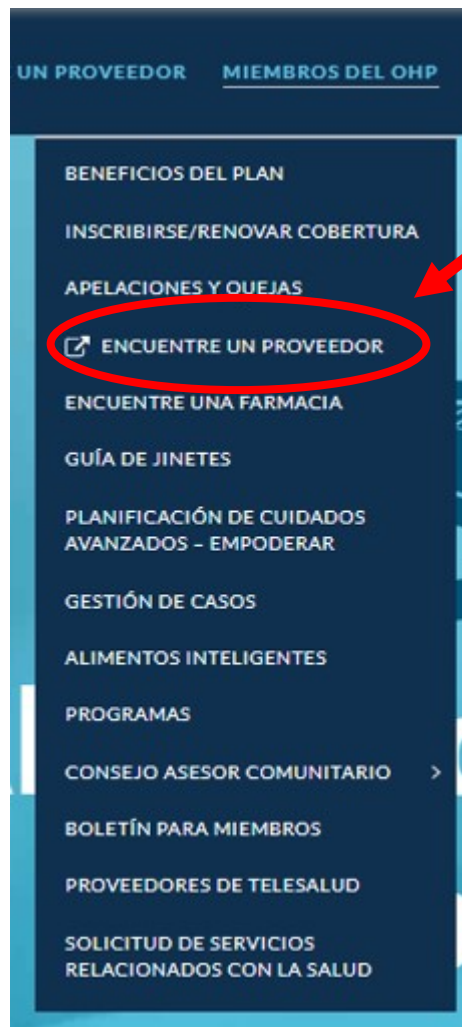 UN PROVEEDOR MIEMBROS DEL OHP
BENEFICIOS DEL PLAN
INSCRIBIRSE/RENOVAR COBERTURA
APELACIONES Y QUEJAS
ENCUENTRE UN PROVEEDOR
ENCUENTRE UNA FARMACIA
GUÍA DE JINETES
PLANIFICACIÓN DE CUIDADOS
AVANZADOS – EMPODERAR
GESTIÓN DE CASOS
ALIMENTOS INTELIGENTES
PROGRAMAS
CONSEJO ASESOR COMUNITARIO >
BOLETÍN PARA MIEMBROS
PROVEEDORES DE TELESALUD
SOLICITUD DE SERVICIOS
RELACIONADOS CON LA SALUD